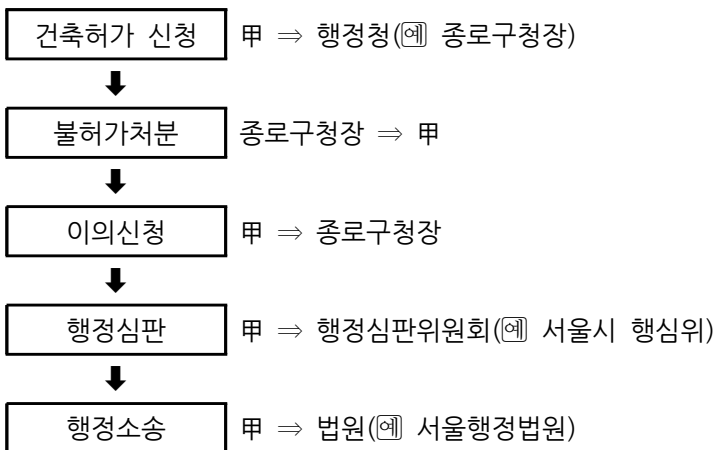 건축허가 신청 甲 ⇒ 행정청(예 종로구청장)
불허가처분 종로구청장 ⇒ 甲
이의신청 甲 ⇒ 종로구청장
행정심판 甲 ⇒ 행정심판위원회(예 서울시 행심위)
행정소송 甲 ⇒ 법원(예 서울행정법원)